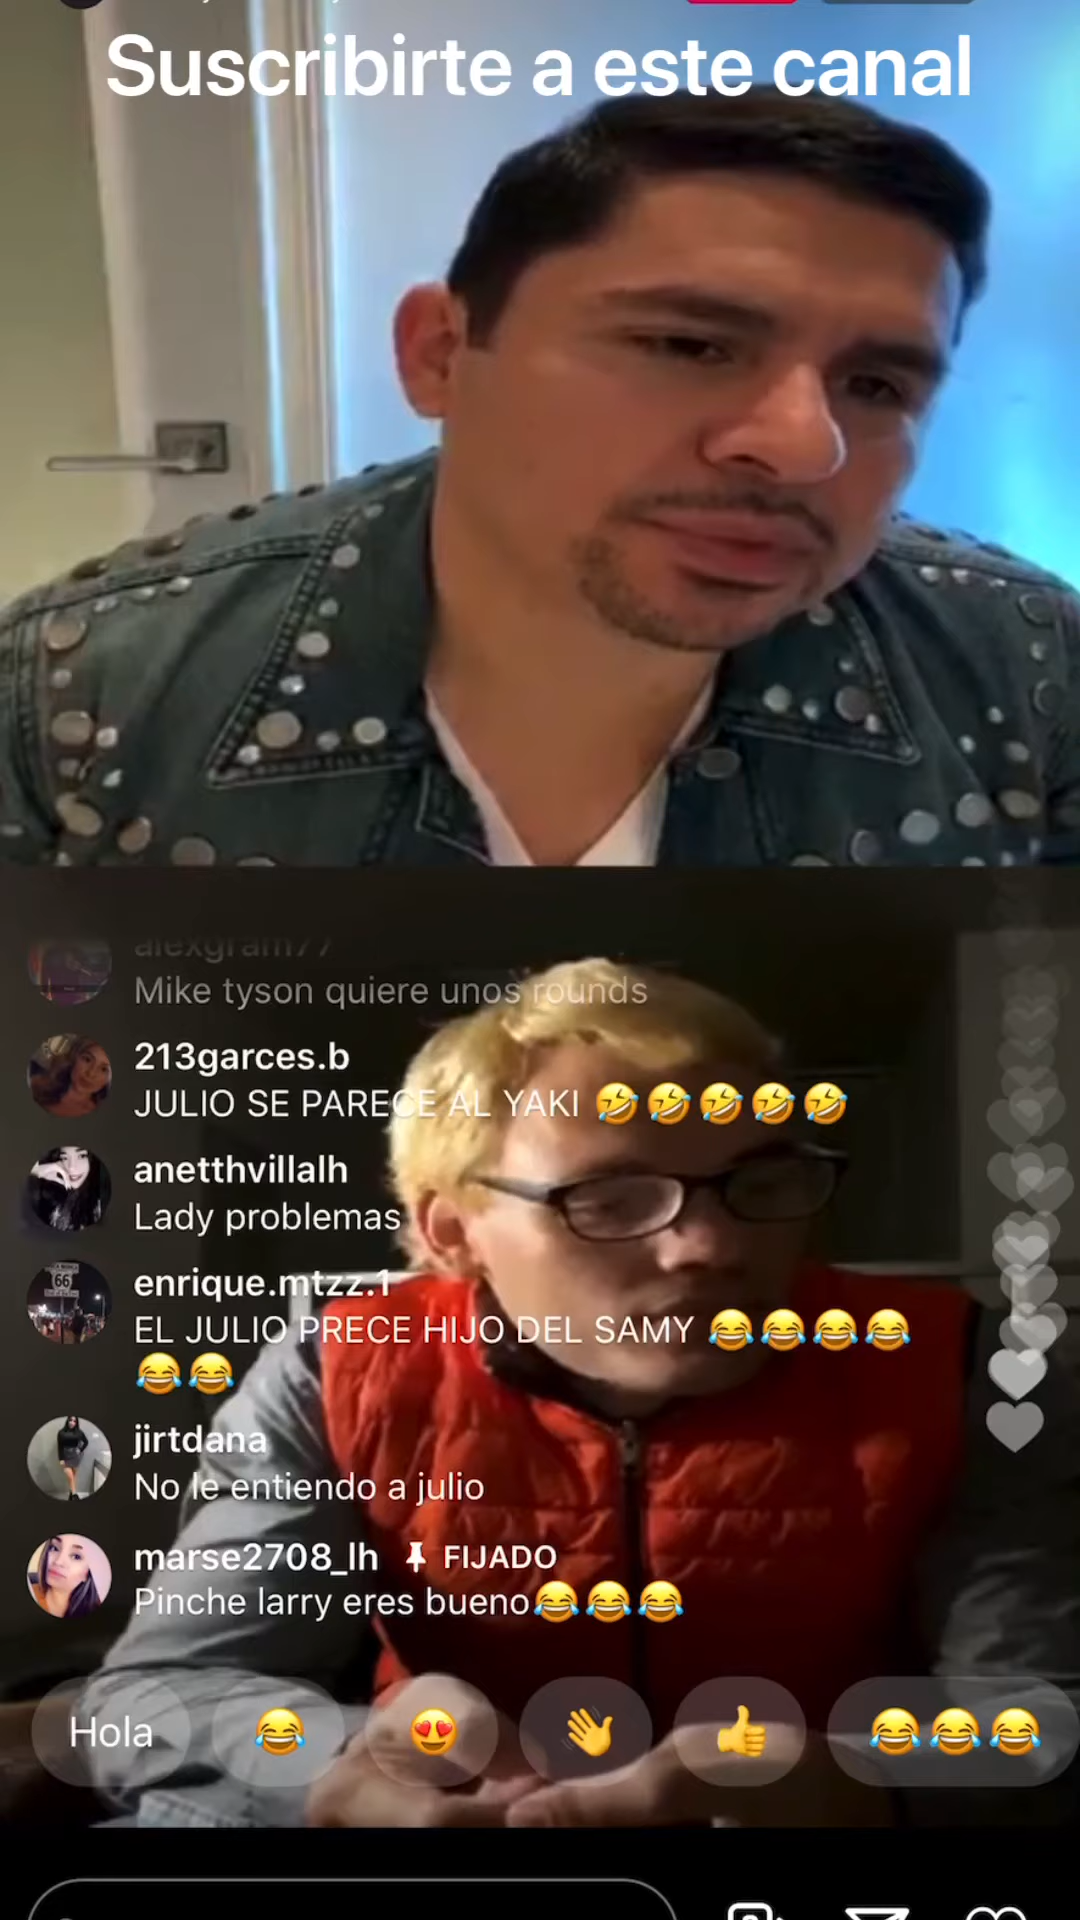 Suscribirte a este canal
alexgram77
Mike tyson quiere unos rounds
213garces.b
JULIO SE PARECE AL YAKI 🤣🤣🤣🤣🤣
anetthvillalh
Lady problemas
66
enrique.mtzz.1
EL JULIO PRECE HIJO DEL SAMY 😂😂😂😂
😂😂
jirtdana
No le entiendo a julio
marse2708_lh FIJADO
Pinche larry eres bueno😂😂😂
Hola 😂 😍 👋 👍 😂😂😂